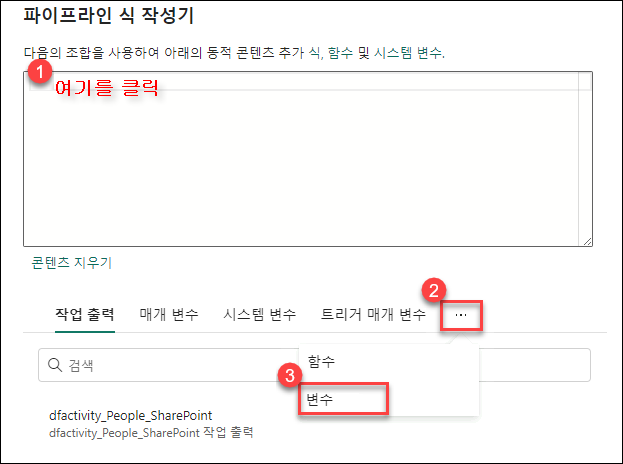 파이프라인 식 작성기
다음의 조합을 사용하여 아래의 동적 콘텐츠 추가 식, 함수 및 시스템 변수.
1
여기를 클릭
콘텐츠 지우기
2
작업 출력 매개 변수 시스템 변수 트리거 매개 변수 ...
검색
함수
3
변수
dfactivity_People_SharePoint
dfactivity_People_SharePoint 작업 출력